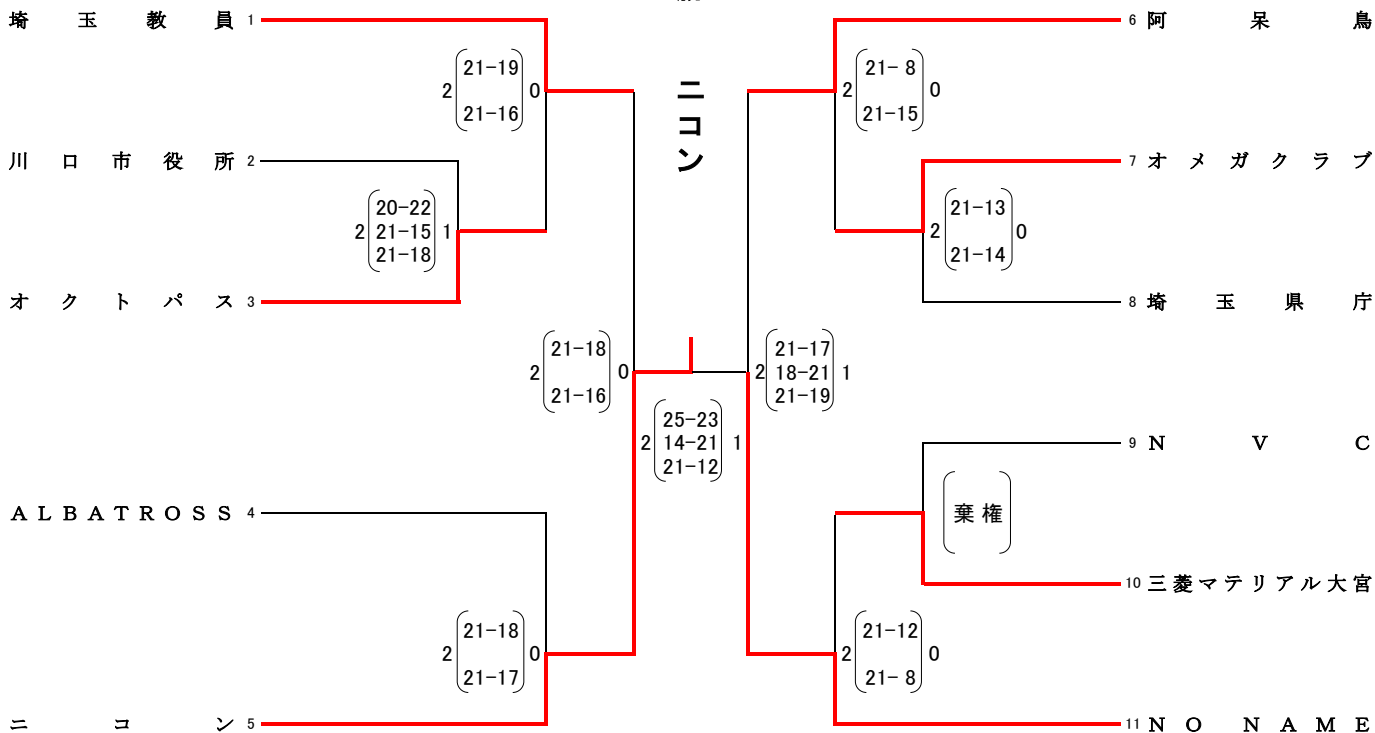 埼玉教員 1
6 阿呆鳥
21-19
2 0
21-16
21- 8
2 0
21-15
ニコン
川口市役所 2
7 オメガクラブ
20-22
2 21-15 1
21-18
21-13
2 0
21-14
オクトパス 3
8 埼玉県庁
21-18
2 0
21-16
21-17
2 18-21 1
21-19
25-23
2 14-21 1
21-12
9 NVC
ALBATROSS 4
棄権
10 三菱マテリアル大宮
21-18
2 0
21-17
21-12
2 0
21- 8
ニコン 5
11 NO NAME